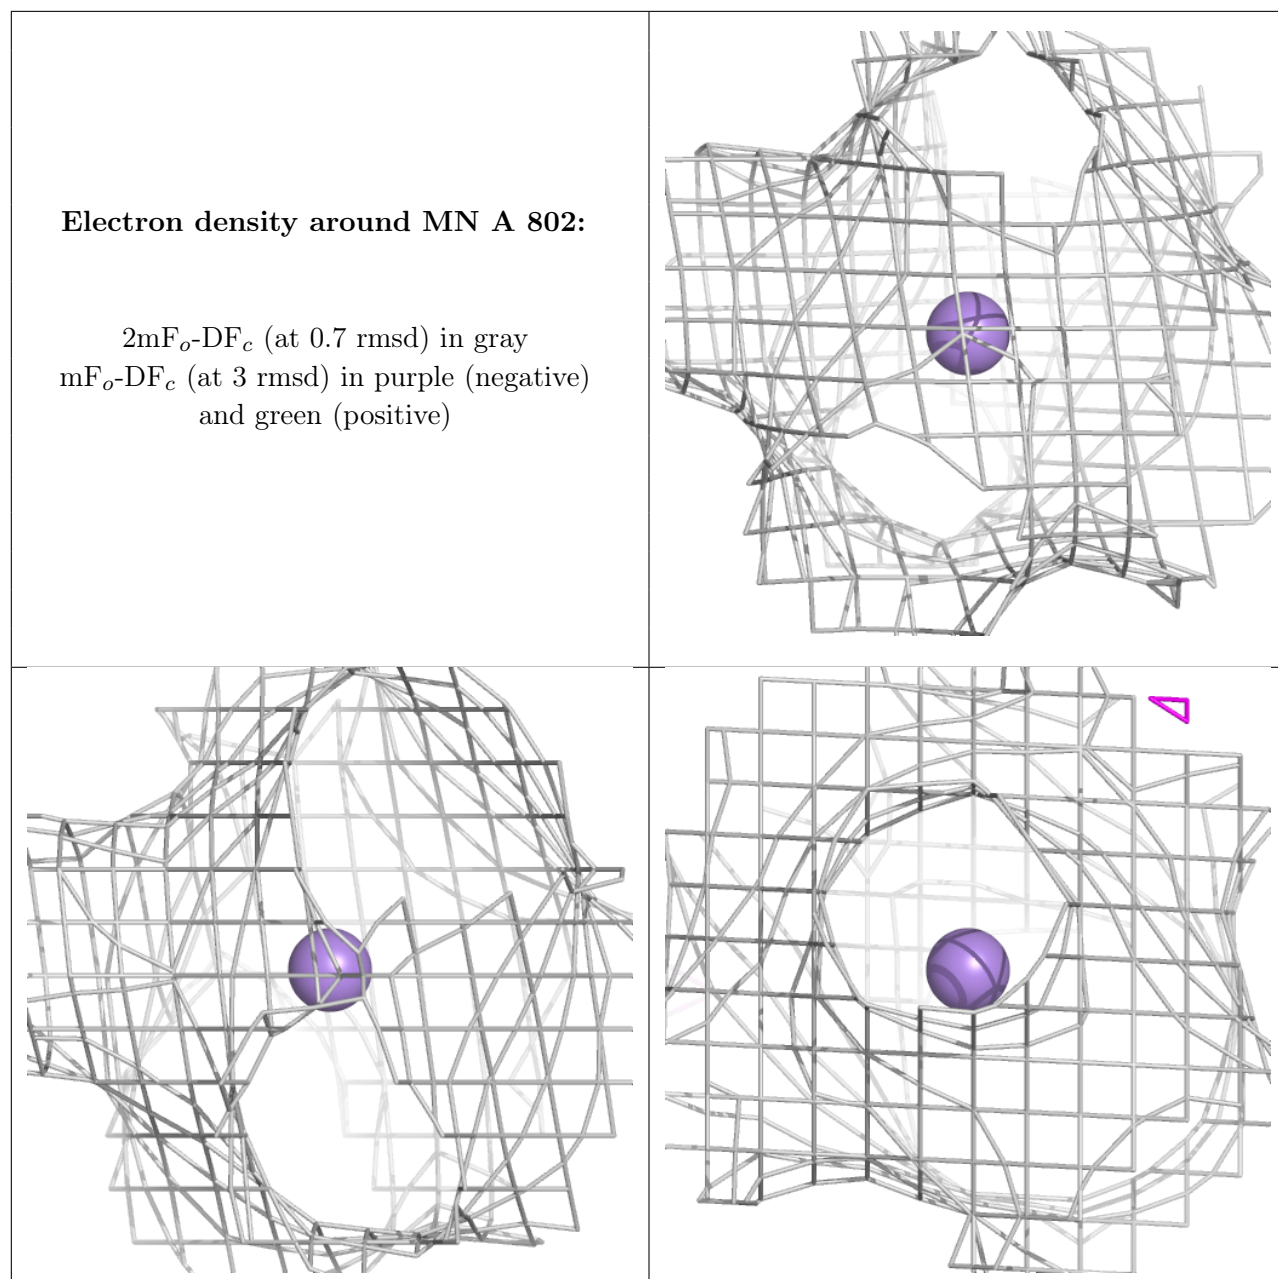 Electron density around MN A 802:
2mFo-DFc (at 0.7 rmsd) in gray
mFo-DFc (at 3 rmsd) in purple (negative)
and green (positive)